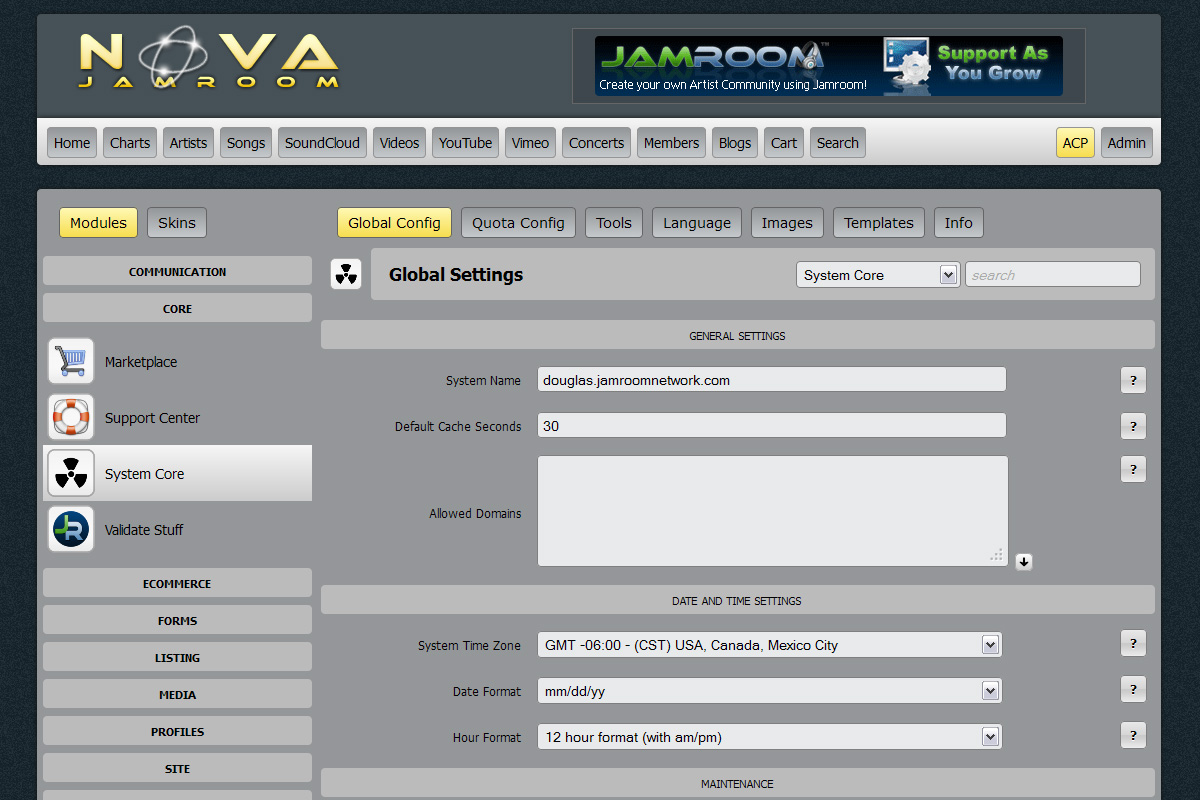 NOVA
JAMROOM
JAMROOM™
Create your own Artist Community using Jamroom!
Support As
You Grow
Home Charts Artists Songs SoundCloud Videos YouTube Vimeo Concerts Members Blogs Cart Search ACP Admin
Modules Skins
Global Config Quota Config Tools Language Images Templates Info
COMMUNICATION
CORE
Marketplace
Support Center
System Core
JR Validate Stuff
ECOMMERCE
FORMS
LISTING
MEDIA
PROFILES
SITE
Global Settings System Core search
GENERAL SETTINGS
System Name douglas.jamroomnetwork.com ?
Default Cache Seconds 30 ?
Allowed Domains ?
DATE AND TIME SETTINGS
System Time Zone GMT -06:00 - (CST) USA, Canada, Mexico City ?
Date Format mm/dd/yy ?
Hour Format 12 hour format (with am/pm) ?
MAINTENANCE